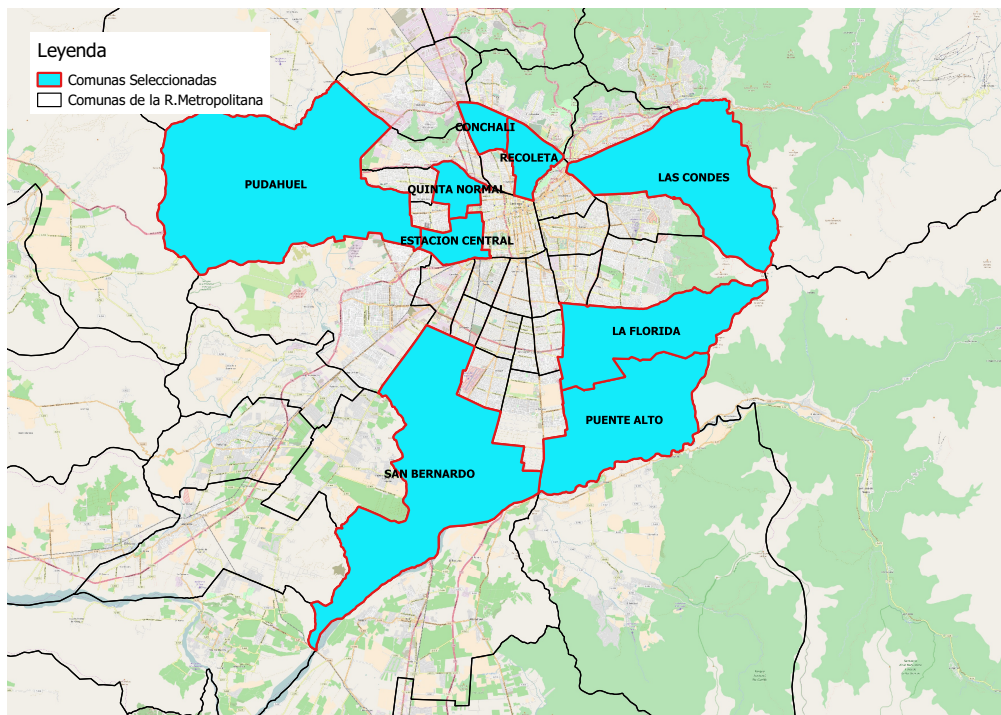 Leyenda
Comunas Seleccionadas
Comunas de la R.Metropolitana
CONCHALI
RECOLETA
LAS CONDES
PUDAHUEL
QUINTA NORMAL
ESTACION CENTRAL
LA FLORIDA
PUENTE ALTO
SAN BERNARDO